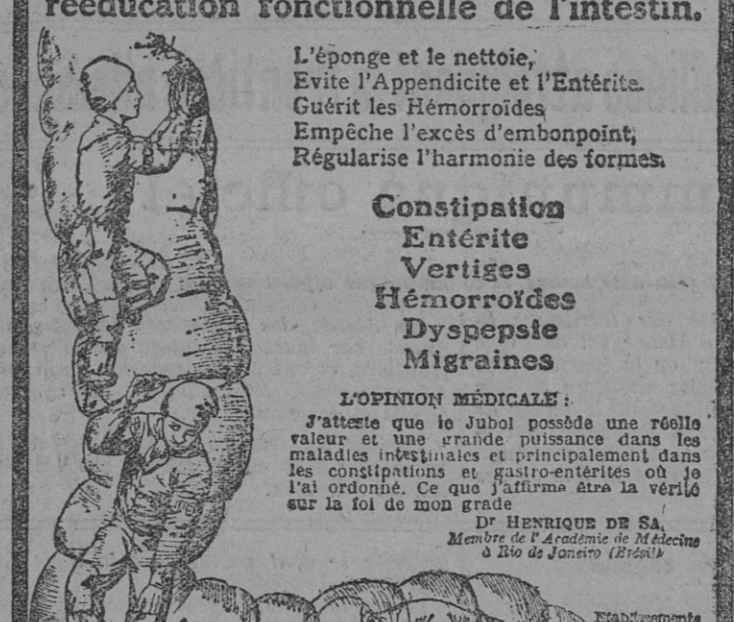 rééducation fonctionnelle de l'intestin.
L'éponge et le nettoie,
Evite l'Appendicite et l'Entérite.
Guérit les Hémorroïdes,
Empêche l'excès d'embonpoint,
Régularise l'harmonie des formes.
Constipation
Entérite
Vertiges
Hémorroïdes
Dyspepsie
Migraines
L'OPINION MÉDICALE :
J'atteste que le Jubol possède une réelle
valeur et une grande puissance dans les
maladies intestinales et principalement dans
les constipations et gastro-entérites où je
l'ai ordonné. Ce que j'affirme être la vérité
sur la foi de mon grade
Dr HENRIQUE DE SA,
Membre de l'Académie de Médecine
à Rio de Janeiro (Brésil)
Etablissements